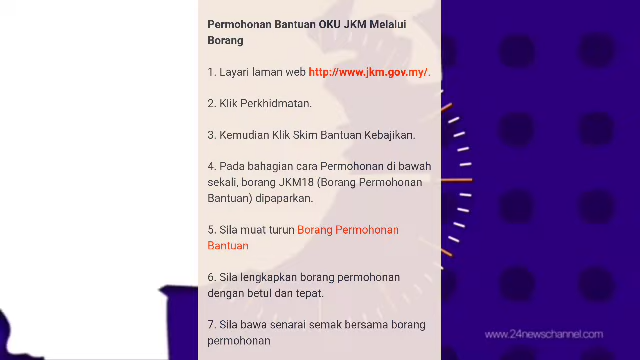 Permohonan Bantuan OKU JKM Melalui
Borang
1. Layari laman web http://www.jkm.gov.my/.
2. Klik Perkhidmatan.
3. Kemudian Klik Skim Bantuan Kebajikan.
4. Pada bahagian cara Permohonan di bawah
sekali, borang JKM18 (Borang Permohonan
Bantuan) dipaparkan.
5. Sila muat turun Borang Permohonan
Bantuan
6. Sila lengkapkan borang permohonan
dengan betul dan tepat.
7. Sila bawa senarai semak bersama borang
permohonan
www.24newschannel.com